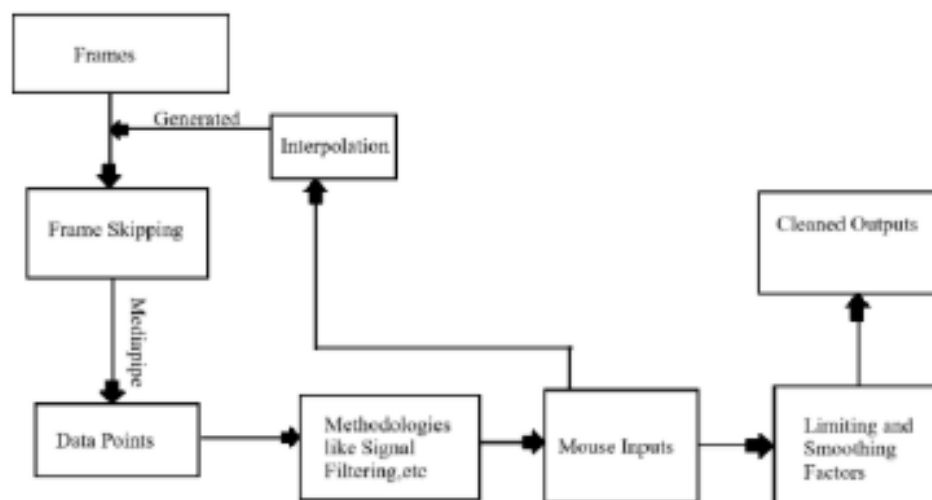 Frames
Generated
Interpolation
Frame Skipping
Cleaned Outputs
Mediapipe
Data Points
Methodologies
like Signal
Filtering,etc
Mouse Inputs
Limiting and
Smoothing
Factors